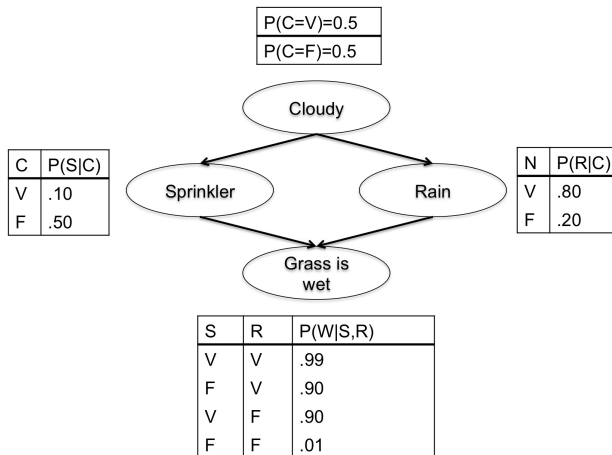 P(C=V)=0.5
P(C=F)=0.5
Cloudy
C P(S|C)
V .10
F .50
Sprinkler
Rain
N P(R|C)
V .80
F .20
Grass is
wet
S R P(W|S,R)
V V .99
F V .90
V F .90
F F .01